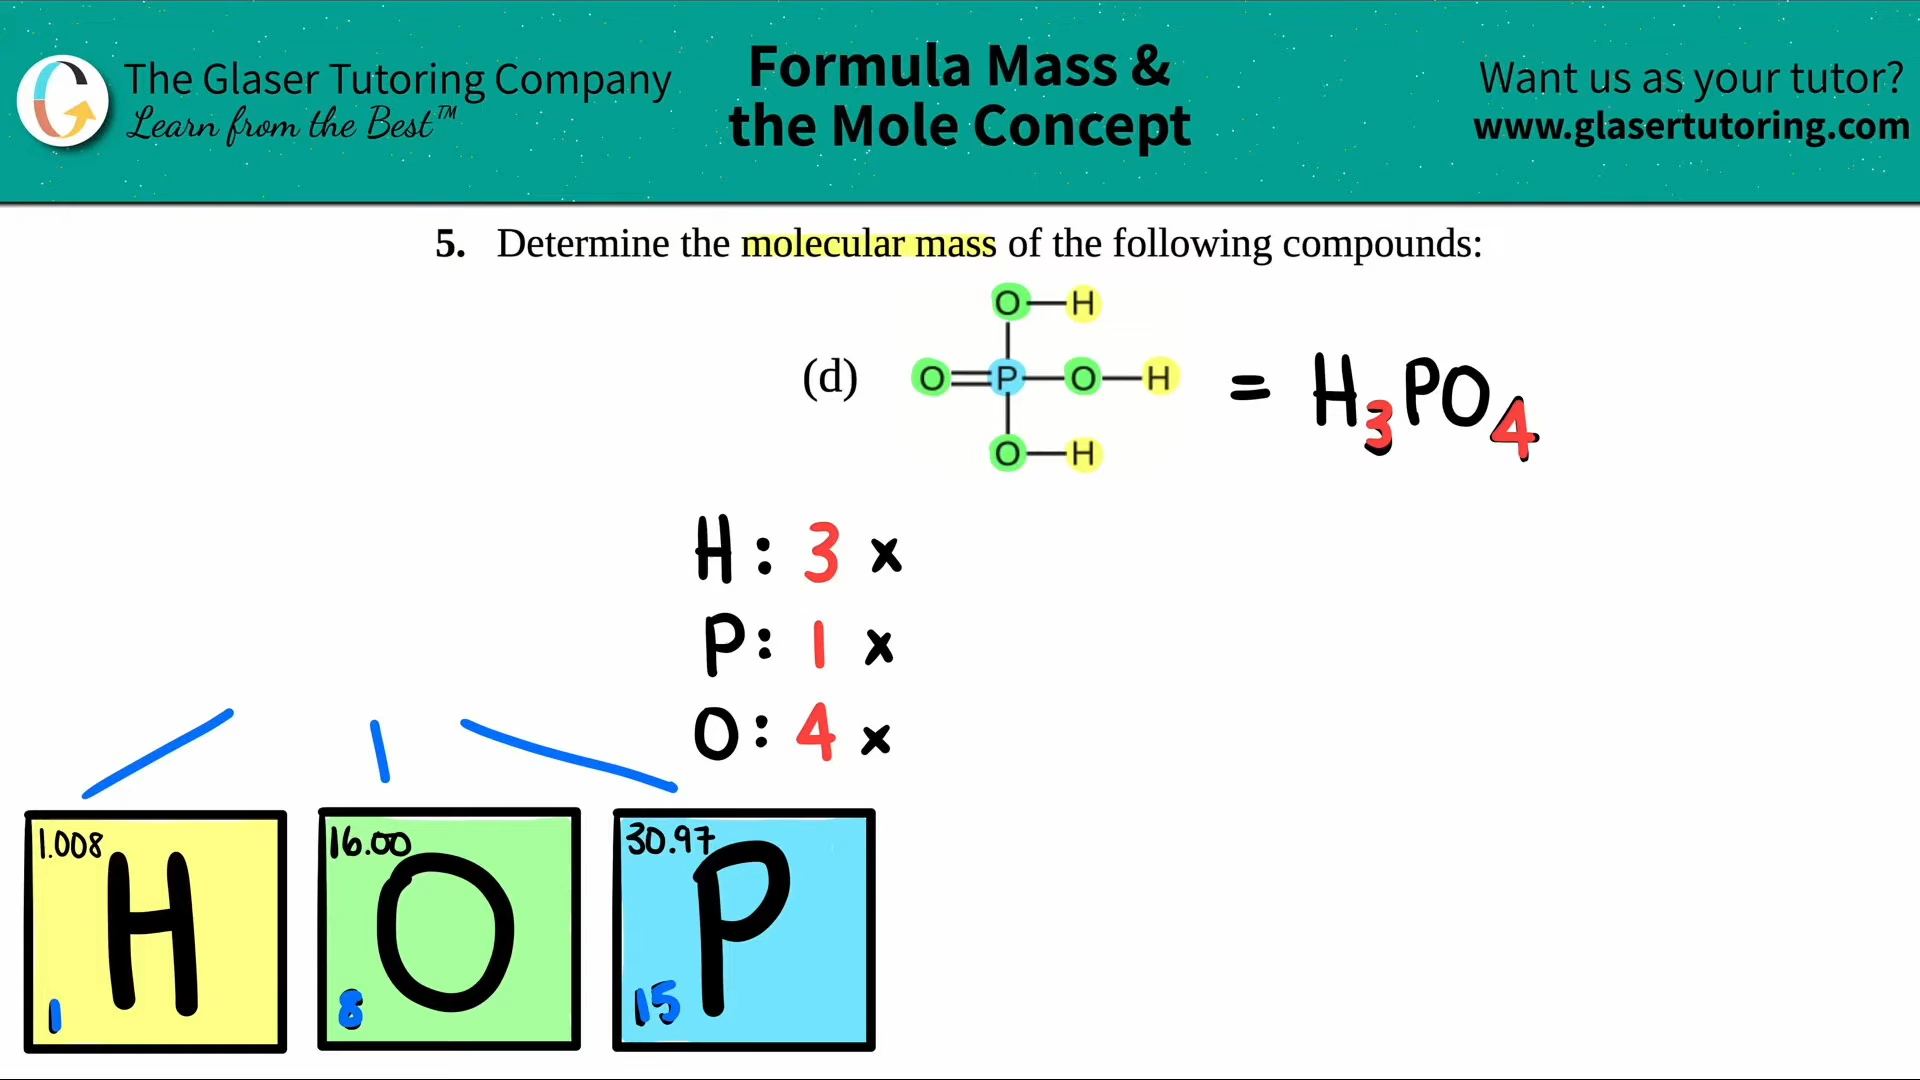 The Glaser Tutoring Company
Learn from the Best™
Formula Mass &
the Mole Concept
Want us as your tutor?
www.glasertutoring.com
5. Determine the molecular mass of the following compounds:
O—H
(d) O=P—O—H = H₃PO₄
O—H
H: 3 x
P: 1 x
O: 4 x
1.008
H
1
16.00
O
8
30.97
P
15